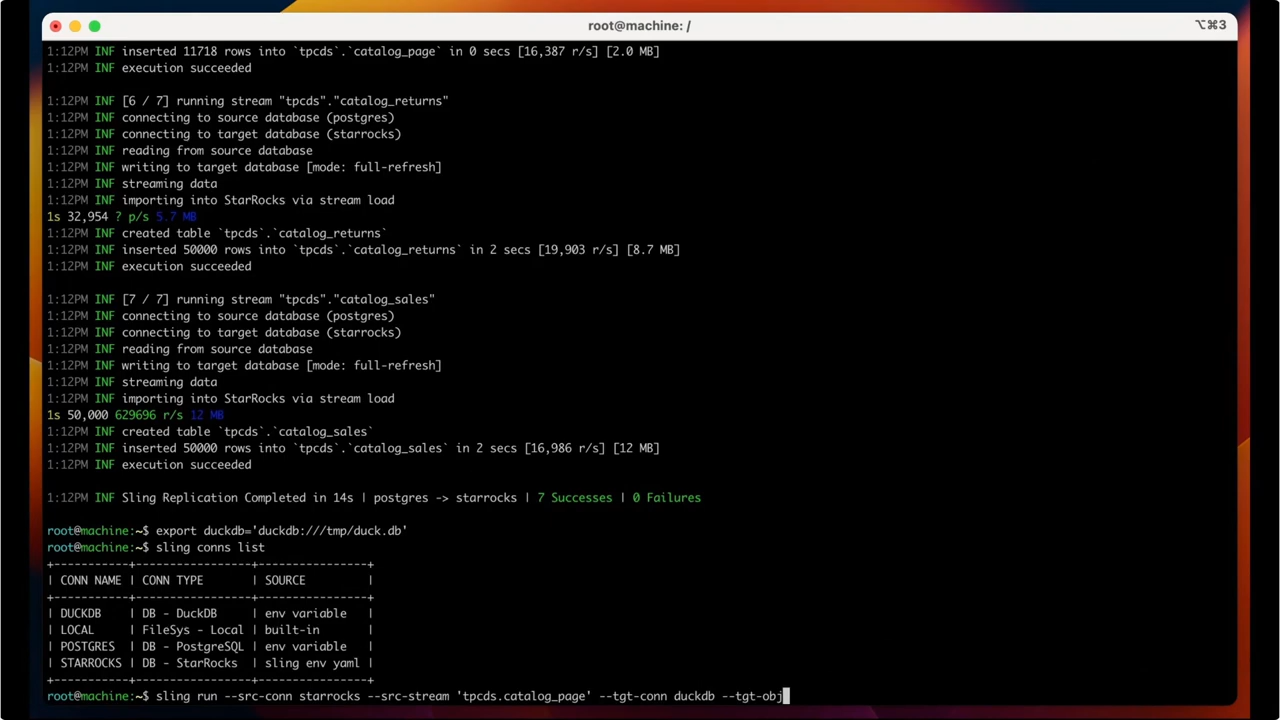 root@machine: /
⌥⌘3
1:12PM INF inserted 11718 rows into `tpcds`.`catalog_page` in 0 secs [16,387 r/s] [2.0 MB]
1:12PM INF execution succeeded
1:12PM INF [6 / 7] running stream "tpcds"."catalog_returns"
1:12PM INF connecting to source database (postgres)
1:12PM INF connecting to target database (starrocks)
1:12PM INF reading from source database
1:12PM INF writing to target database [mode: full-refresh]
1:12PM INF streaming data
1:12PM INF importing into StarRocks via stream load
1s 32,954 ? p/s 5.7 MB
1:12PM INF created table `tpcds`.`catalog_returns`
1:12PM INF inserted 50000 rows into `tpcds`.`catalog_returns` in 2 secs [19,903 r/s] [8.7 MB]
1:12PM INF execution succeeded
1:12PM INF [7 / 7] running stream "tpcds"."catalog_sales"
1:12PM INF connecting to source database (postgres)
1:12PM INF connecting to target database (starrocks)
1:12PM INF reading from source database
1:12PM INF writing to target database [mode: full-refresh]
1:12PM INF streaming data
1:12PM INF importing into StarRocks via stream load
1s 50,000 629696 r/s 12 MB
1:12PM INF created table `tpcds`.`catalog_sales`
1:12PM INF inserted 50000 rows into `tpcds`.`catalog_sales` in 2 secs [16,986 r/s] [12 MB]
1:12PM INF execution succeeded
1:12PM INF Sling Replication Completed in 14s | postgres -> starrocks | 7 Successes | 0 Failures
root@machine:~$ export duckdb='duckdb:///tmp/duck.db'
root@machine:~$ sling conns list
+-----------+------------------+----------------+
| CONN NAME | CONN TYPE | SOURCE |
+-----------+------------------+----------------+
| DUCKDB | DB - DuckDB | env variable |
| LOCAL | FileSys - Local | built-in |
| POSTGRES | DB - PostgreSQL | env variable |
| STARROCKS | DB - StarRocks | sling env yaml |
+-----------+------------------+----------------+
root@machine:~$ sling run --src-conn starrocks --src-stream 'tpcds.catalog_page' --tgt-conn duckdb --tgt-obj